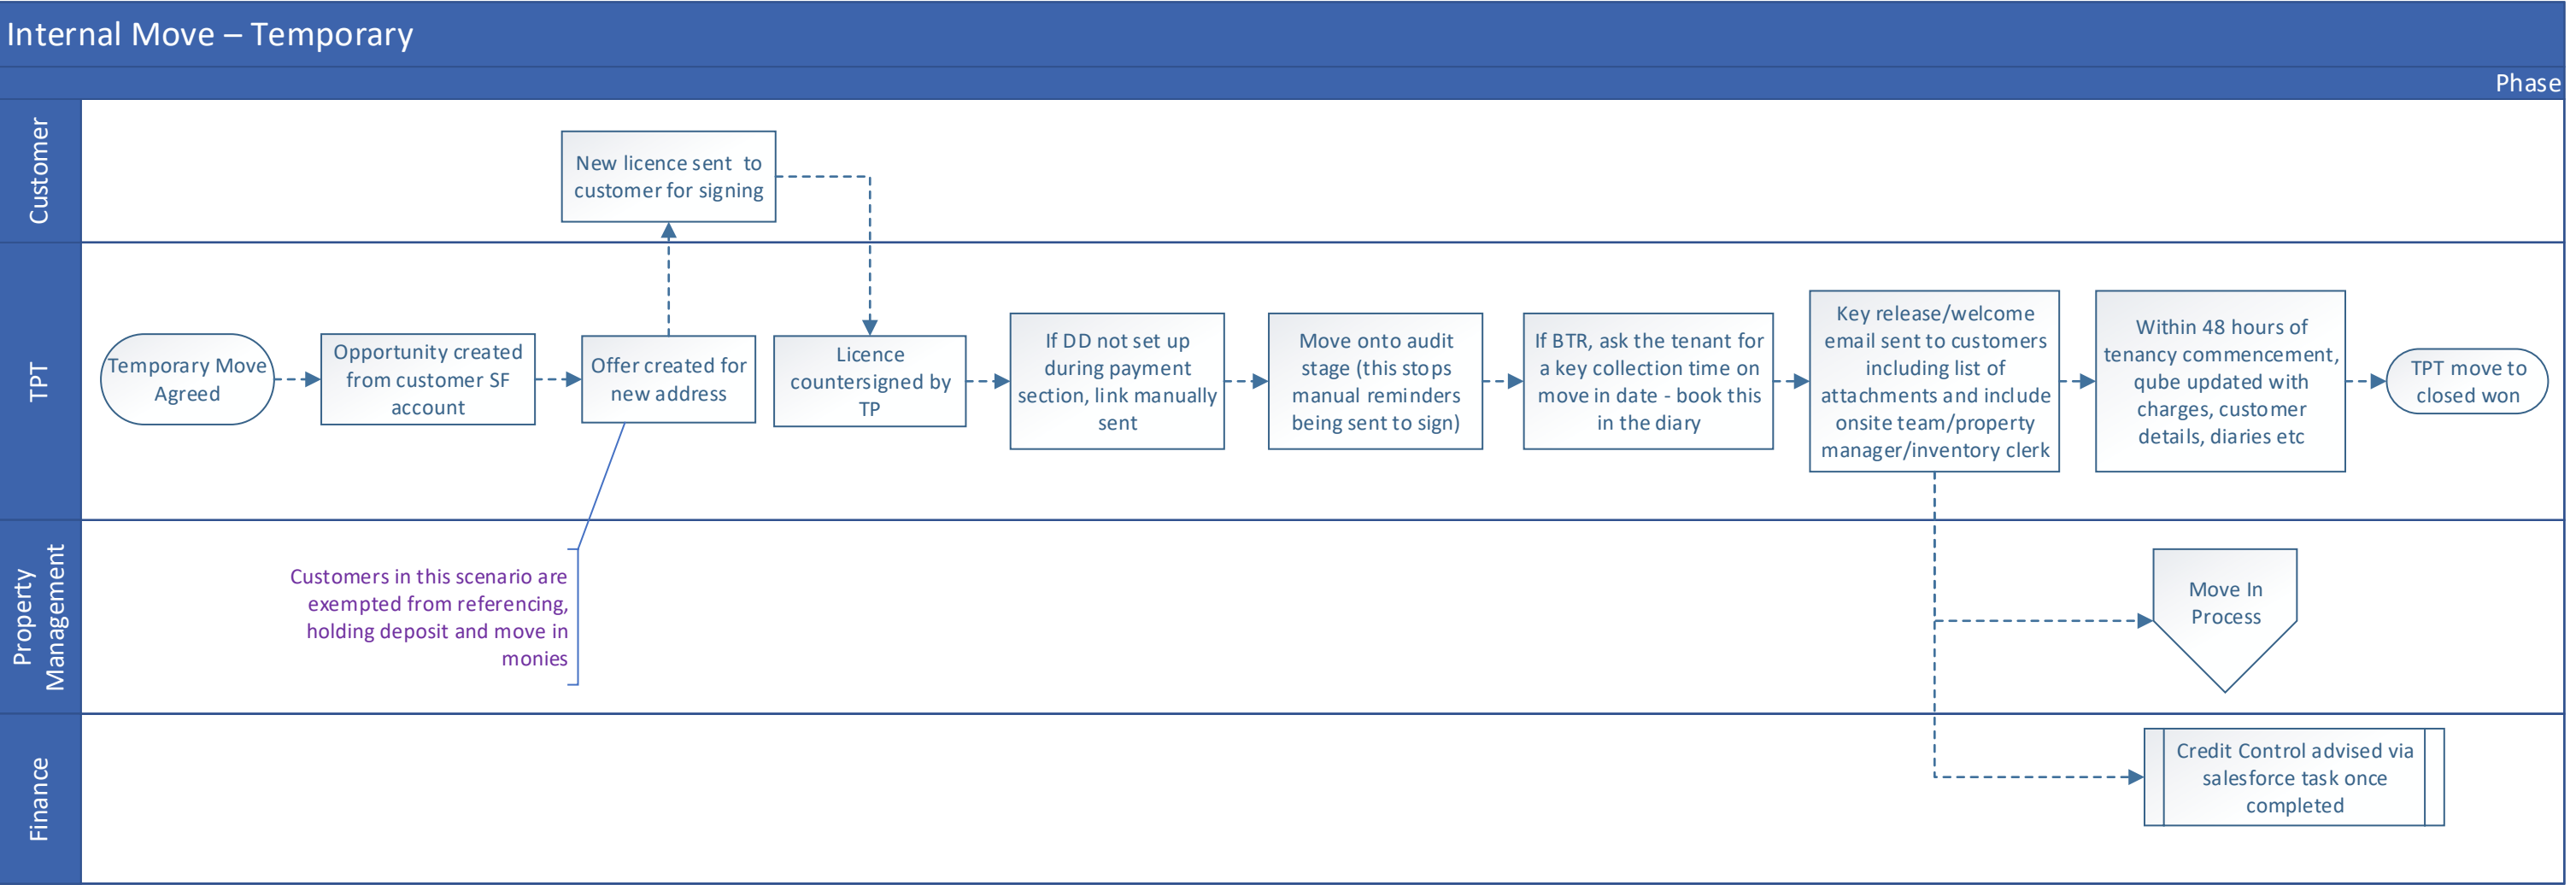 Internal Move – Temporary
Phase
Customer
New licence sent to
customer for signing
TPT
Temporary Move
Agreed
Opportunity created
from customer SF
account
Offer created for
new address
Licence
countersigned by
TP
If DD not set up
during payment
section, link manually
sent
Move onto audit
stage (this stops
manual reminders
being sent to sign)
If BTR, ask the tenant for
a key collection time on
move in date - book this
in the diary
Key release/welcome
email sent to customers
including list of
attachments and include
onsite team/property
manager/inventory clerk
Within 48 hours of
tenancy commencement,
qube updated with
charges, customer
details, diaries etc
TPT move to
closed won
Property
Management
Customers in this scenario are
exempted from referencing,
holding deposit and move in
monies
Move In
Process
Finance
Credit Control advised via
salesforce task once
completed